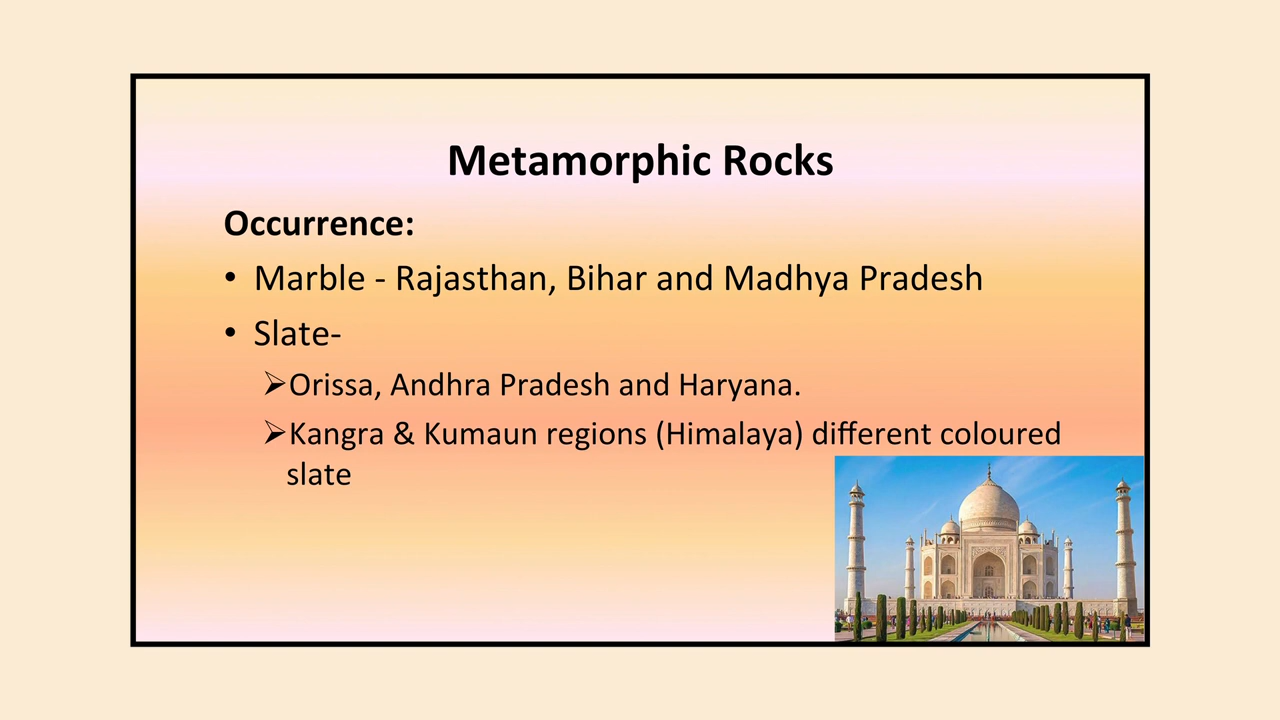 Metamorphic Rocks
Occurrence:
• Marble - Rajasthan, Bihar and Madhya Pradesh
• Slate-
➢Orissa, Andhra Pradesh and Haryana.
➢Kangra & Kumaun regions (Himalaya) different coloured
slate